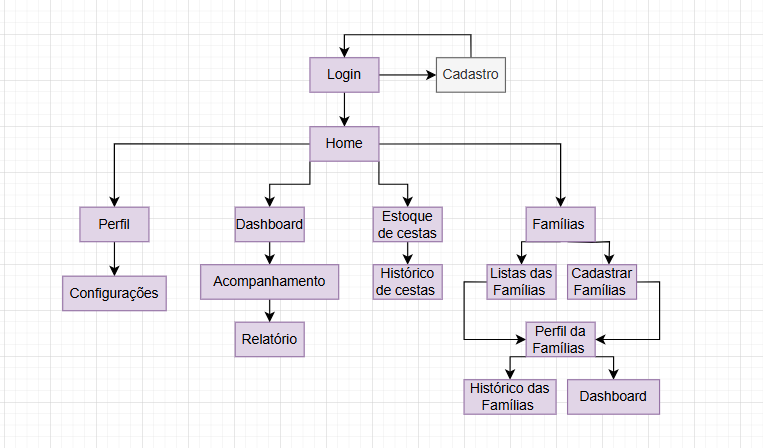 Login
Cadastro
Home
Perfil
Dashboard
Estoque
de cestas
Famílias
Configurações
Acompanhamento
Histórico
de cestas
Listas das
Famílias
Cadastrar
Famílias
Relatório
Perfil da
Famílias
Histórico das
Famílias
Dashboard